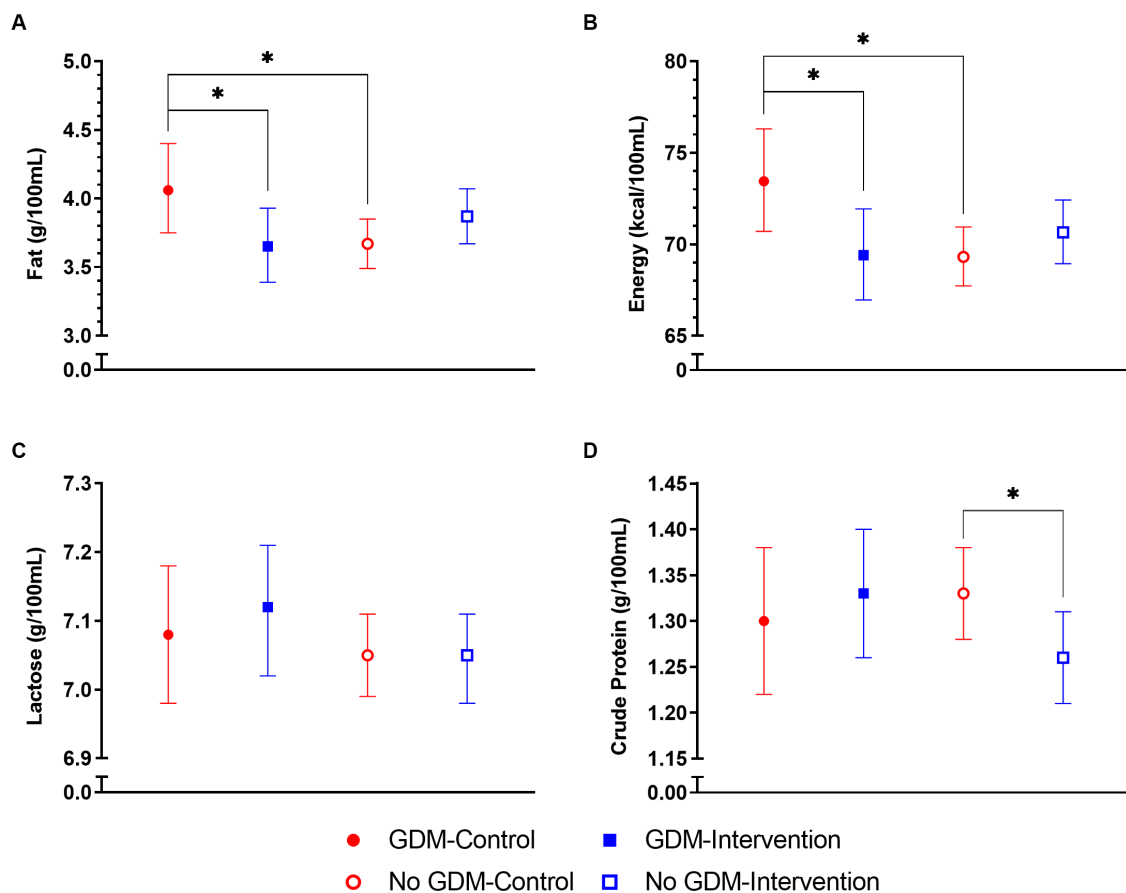 A
Fat (g/100mL)
5.0
4.5
4.0
3.5
3.0
0.0
*
*
B
Energy (kcal/100mL)
80
75
70
65
0
*
*
C
Lactose (g/100mL)
7.3
7.2
7.1
7.0
6.9
0.0
D
Crude Protein (g/100mL)
1.45
1.40
1.35
1.30
1.25
1.20
1.15
0.00
*
GDM-Control
GDM-Intervention
No GDM-Control
No GDM-Intervention